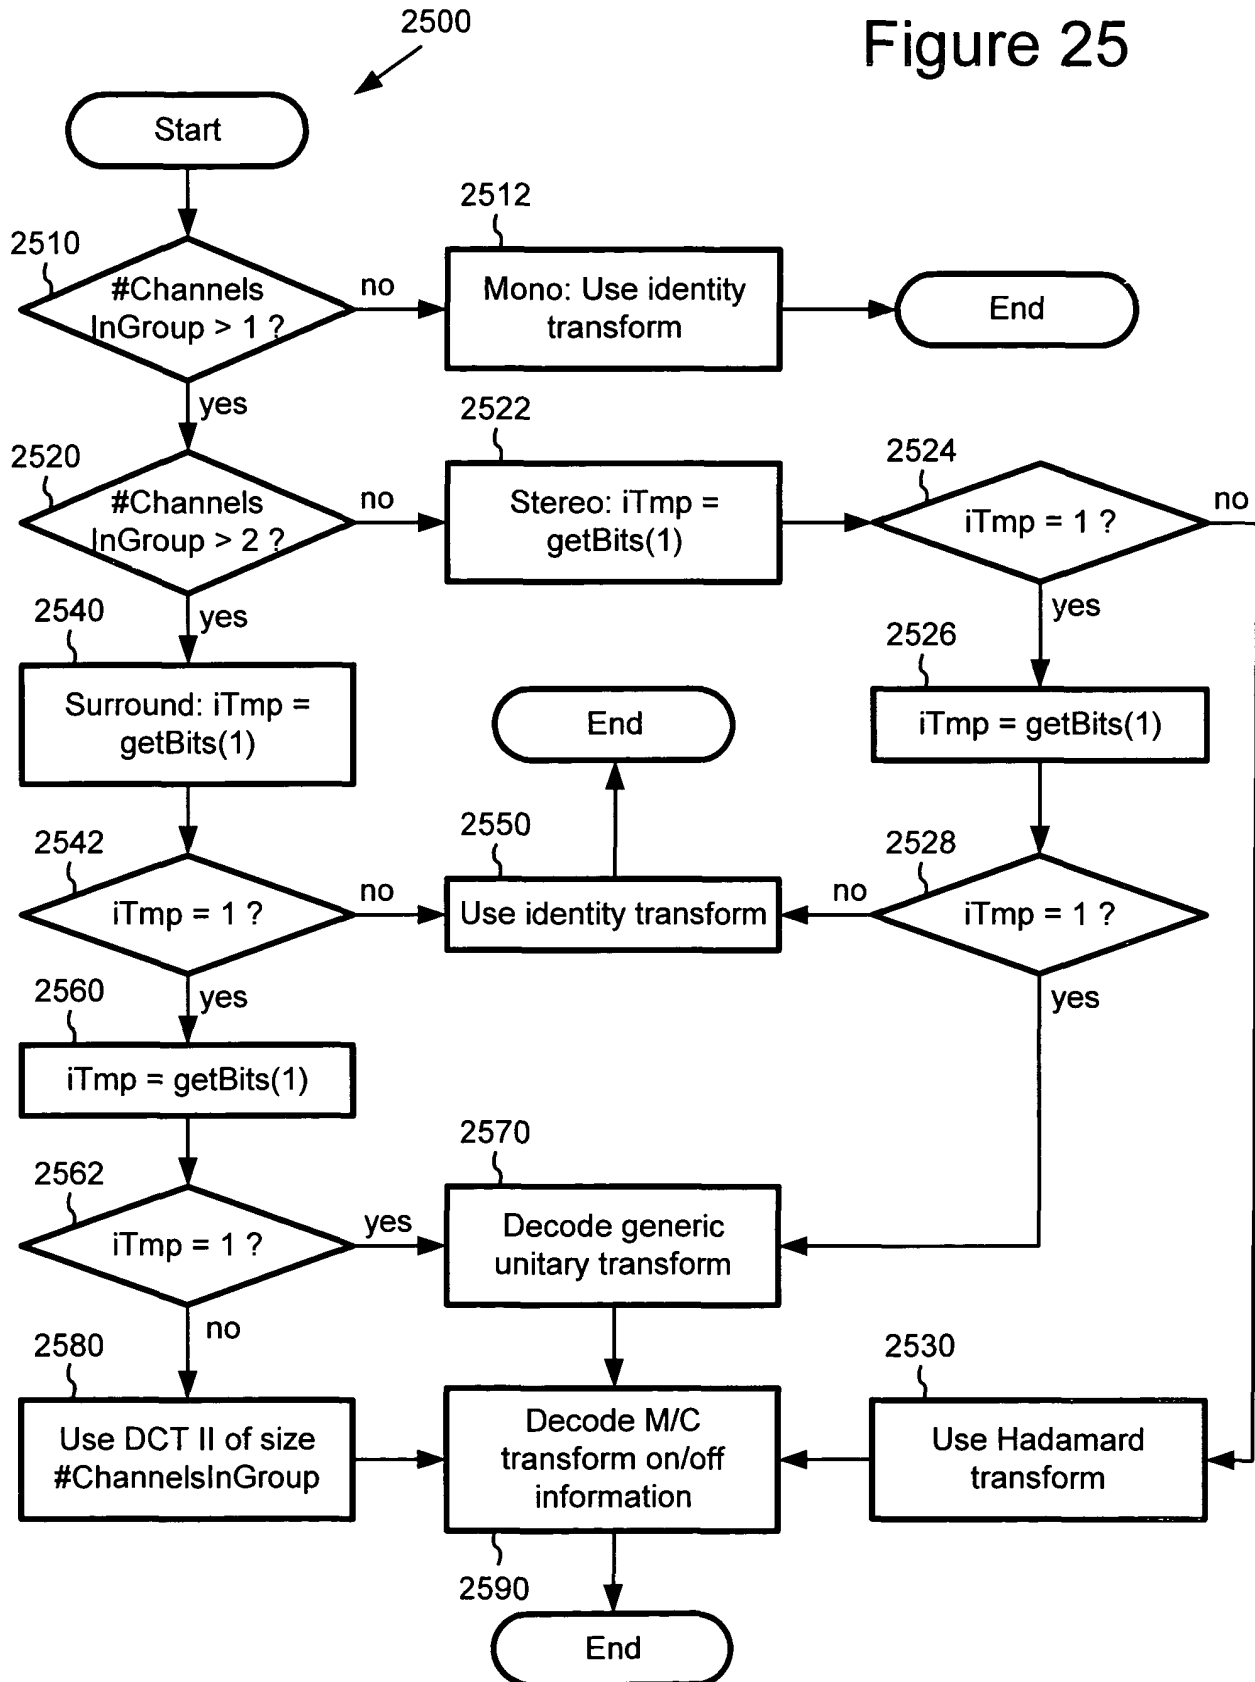 2500
Figure 25
Start
2512
2510
#Channels
InGroup > 1 ?
no
Mono: Use identity
transform
End
yes
2522
2520
2524
#Channels
InGroup > 2 ?
no
Stereo: iTmp =
getBits(1)
iTmp = 1 ?
no
yes
yes
2540
2526
Surround: iTmp =
getBits(1)
End
iTmp = getBits(1)
2542
2550
2528
iTmp = 1 ?
no
Use identity transform
no
iTmp = 1 ?
yes
yes
2560
iTmp = getBits(1)
2570
2562
iTmp = 1 ?
yes
Decode generic
unitary transform
no
2580
2530
Use DCT II of size
#ChannelsInGroup
Decode M/C
transform on/off
information
Use Hadamard
transform
2590
End